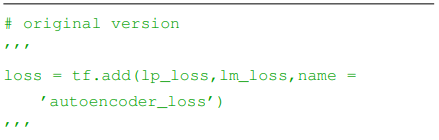 # original version
’’’
loss = tf.add(lp_loss,lm_loss,name =
’autoencoder_loss’)
’’’